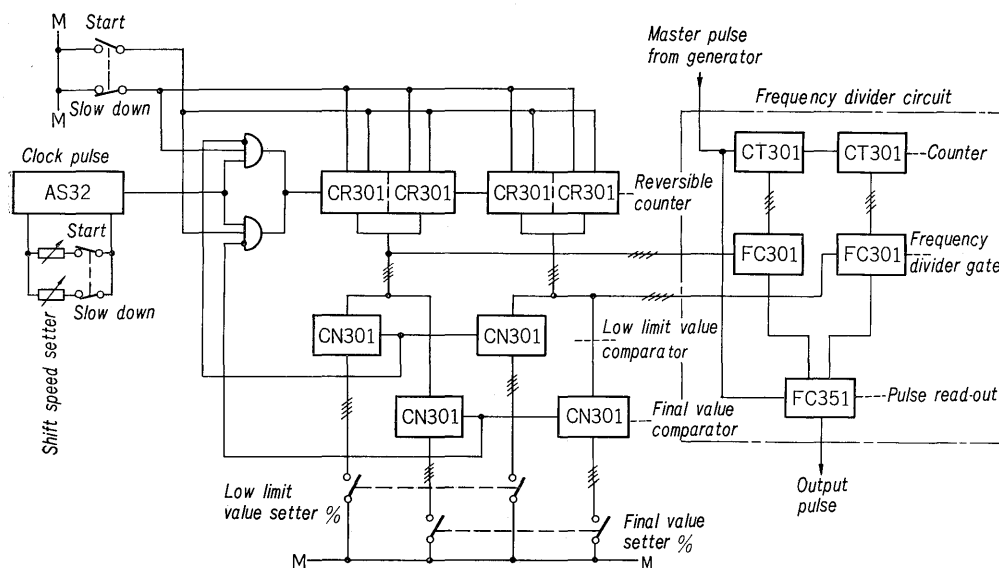 M
Start
Slow down
M
Clock pulse
AS32
Start
Slow down
Shift speed setter
CR301
CR301
CR301
CR301
Reversible
counter
Master pulse
from generator
Frequency divider circuit
CT301
CT301
Counter
FC301
FC301
Frequency
divider gate
CN301
CN301
Low limit value
comparator
CN301
CN301
Final value
comparator
FC351
Pulse read-out
Output
pulse
Low limit
value setter %
Final value
setter %
M
M